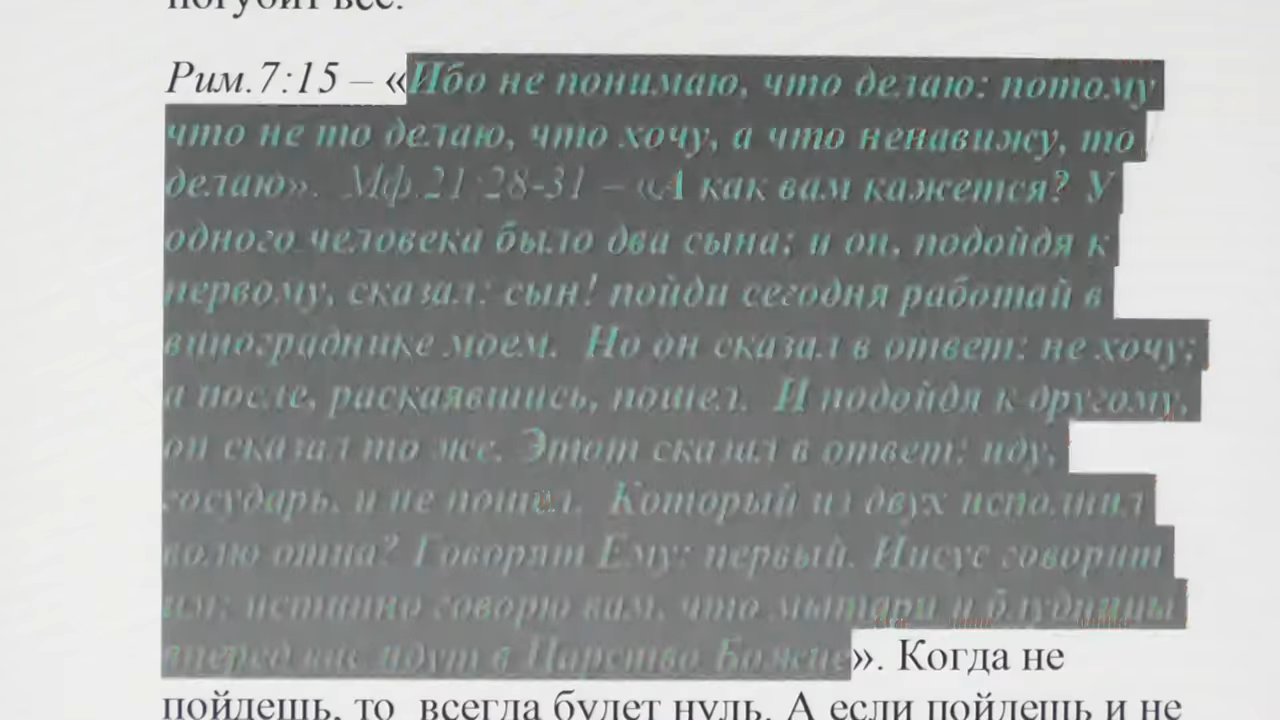 погубит все.
Рим.7:15 – «Ибо не понимаю, что делаю: потому
что не то делаю, что хочу, а что ненавижу, то
делаю». Мф.21:28-31 – «А как вам кажется? У
одного человека было два сына; и он, подойдя к
первому, сказал: сын! пойди сегодня работай в
винограднике моем. Но он сказал в ответ: не хочу;
а после, раскаявшись, пошел. И подойдя к другому,
он сказал то же. Этот сказал в ответ: иду,
государь, и не пошел. Который из двух исполнил
волю отца? Говорят Ему: первый. Иисус говорит
им: истинно говорю вам, что мытари и блудницы
вперед вас идут в Царство Божие». Когда не
пойдешь, то всегда будет нуль. А если пойдешь и не